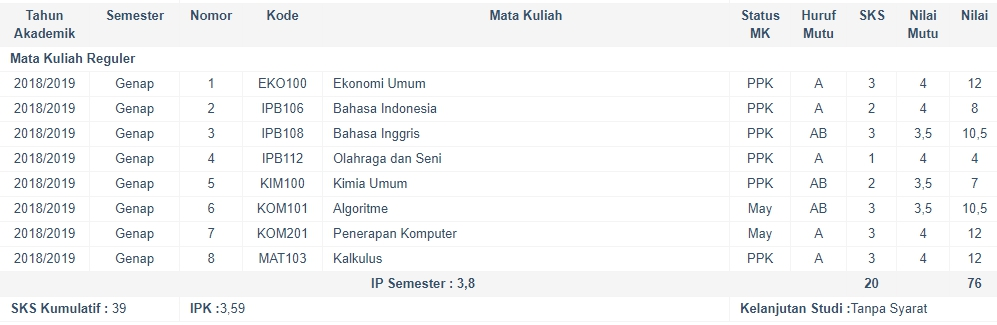 Tahun Akademik Semester Nomor Kode Mata Kuliah Status MK Huruf Mutu SKS Nilai Mutu Nilai
Mata Kuliah Reguler
2018/2019 Genap 1 EKO100 Ekonomi Umum PPK A 3 4 12
2018/2019 Genap 2 IPB106 Bahasa Indonesia PPK A 2 4 8
2018/2019 Genap 3 IPB108 Bahasa Inggris PPK AB 3 3,5 10,5
2018/2019 Genap 4 IPB112 Olahraga dan Seni PPK A 1 4 4
2018/2019 Genap 5 KIM100 Kimia Umum PPK AB 2 3,5 7
2018/2019 Genap 6 KOM101 Algoritme May AB 3 3,5 10,5
2018/2019 Genap 7 KOM201 Penerapan Komputer May A 3 4 12
2018/2019 Genap 8 MAT103 Kalkulus PPK A 3 4 12
IP Semester : 3,8 20 76
SKS Kumulatif : 39 IPK :3,59 Kelanjutan Studi :Tanpa Syarat